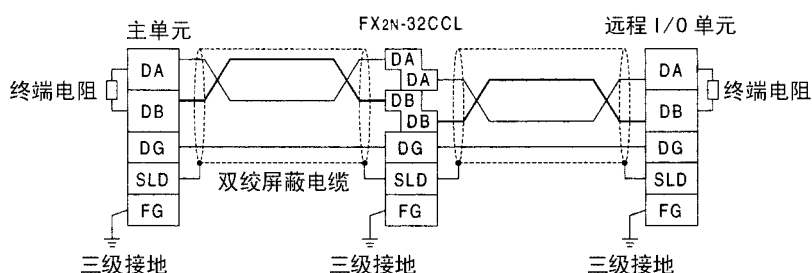 主单元
FX2N-32CCL
远程 I/O 单元
终端电阻
DA
DB
DG
SLD
FG
双绞屏蔽电缆
DA
DA
DB
DB
DG
SLD
FG
DA
DB
DG
SLD
FG
终端电阻
三级接地
三级接地
三级接地